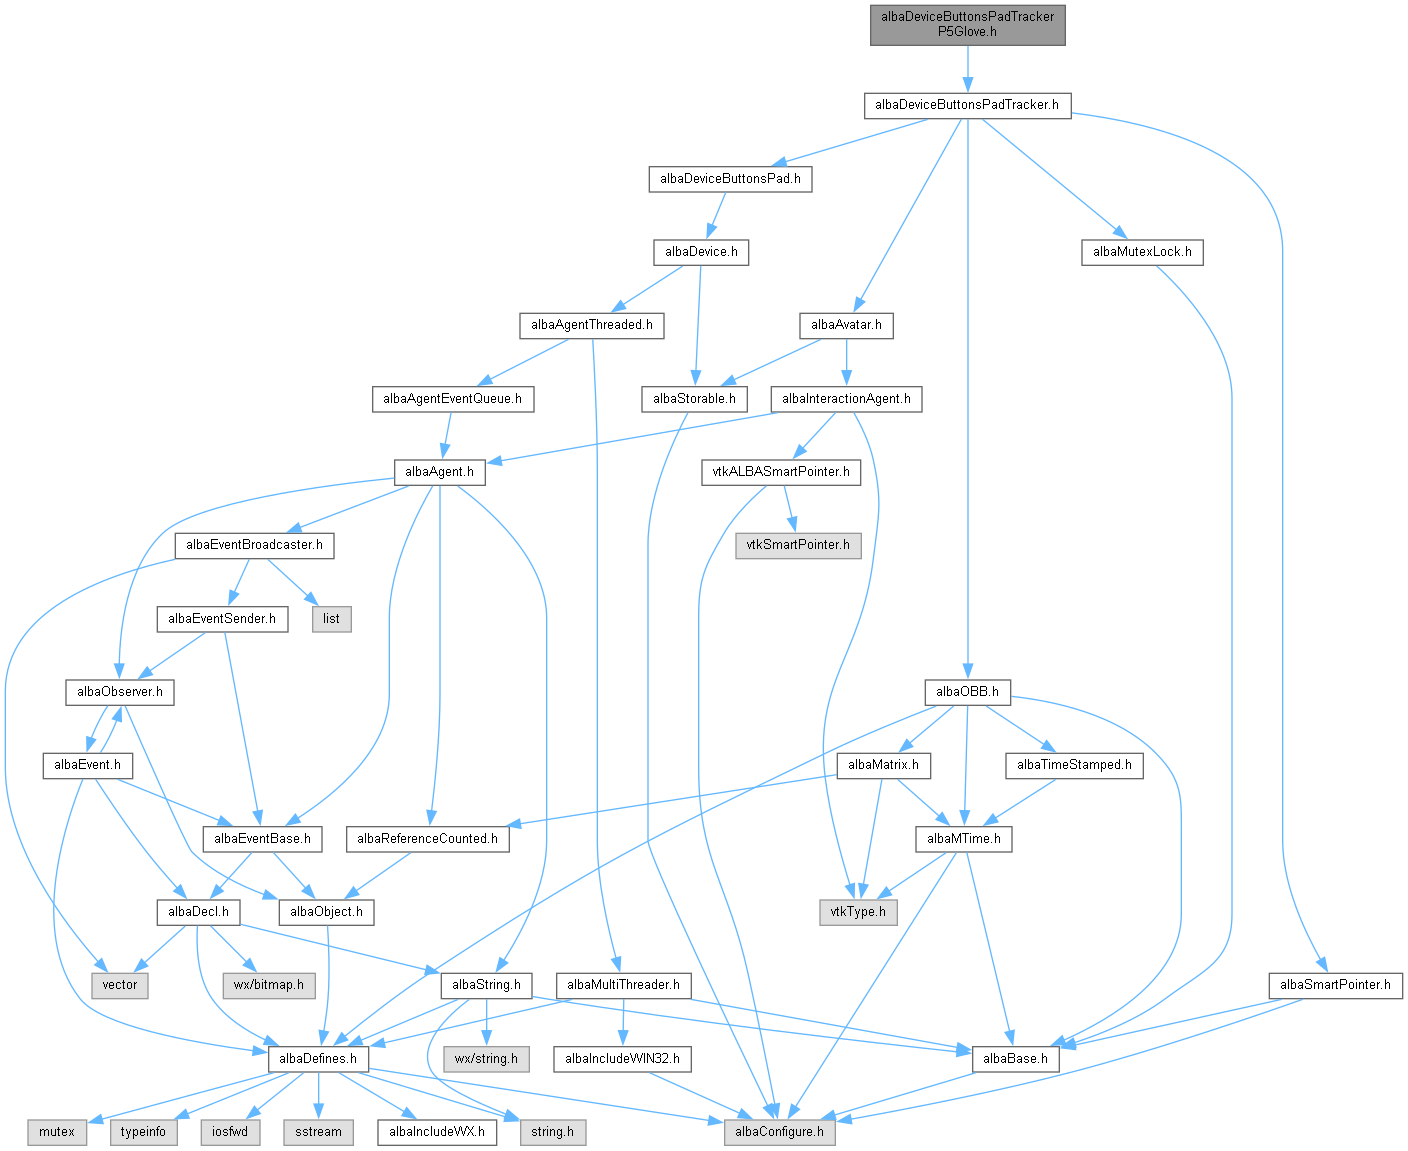 albaDeviceButtonsPadTracker
P5Glove.h
albaDeviceButtonsPadTracker.h
albaDeviceButtonsPad.h
albaDevice.h
albaMutexLock.h
albaAgentThreaded.h
albaAvatar.h
albaAgentEventQueue.h
albaStorable.h
albaInteractionAgent.h
albaAgent.h
vtkALBASmartPointer.h
albaEventBroadcaster.h
vtkSmartPointer.h
albaEventSender.h
list
albaObserver.h
albaOBB.h
albaEvent.h
albaMatrix.h
albaTimeStamped.h
albaEventBase.h
albaReferenceCounted.h
albaMTime.h
albaDecl.h
albaObject.h
vtkType.h
vector
wx/bitmap.h
albaString.h
albaMultiThreader.h
albaSmartPointer.h
albaDefines.h
wx/string.h
albaIncludeWIN32.h
albaBase.h
mutex
typeinfo
iosfwd
sstream
albaIncludeWX.h
string.h
albaConfigure.h